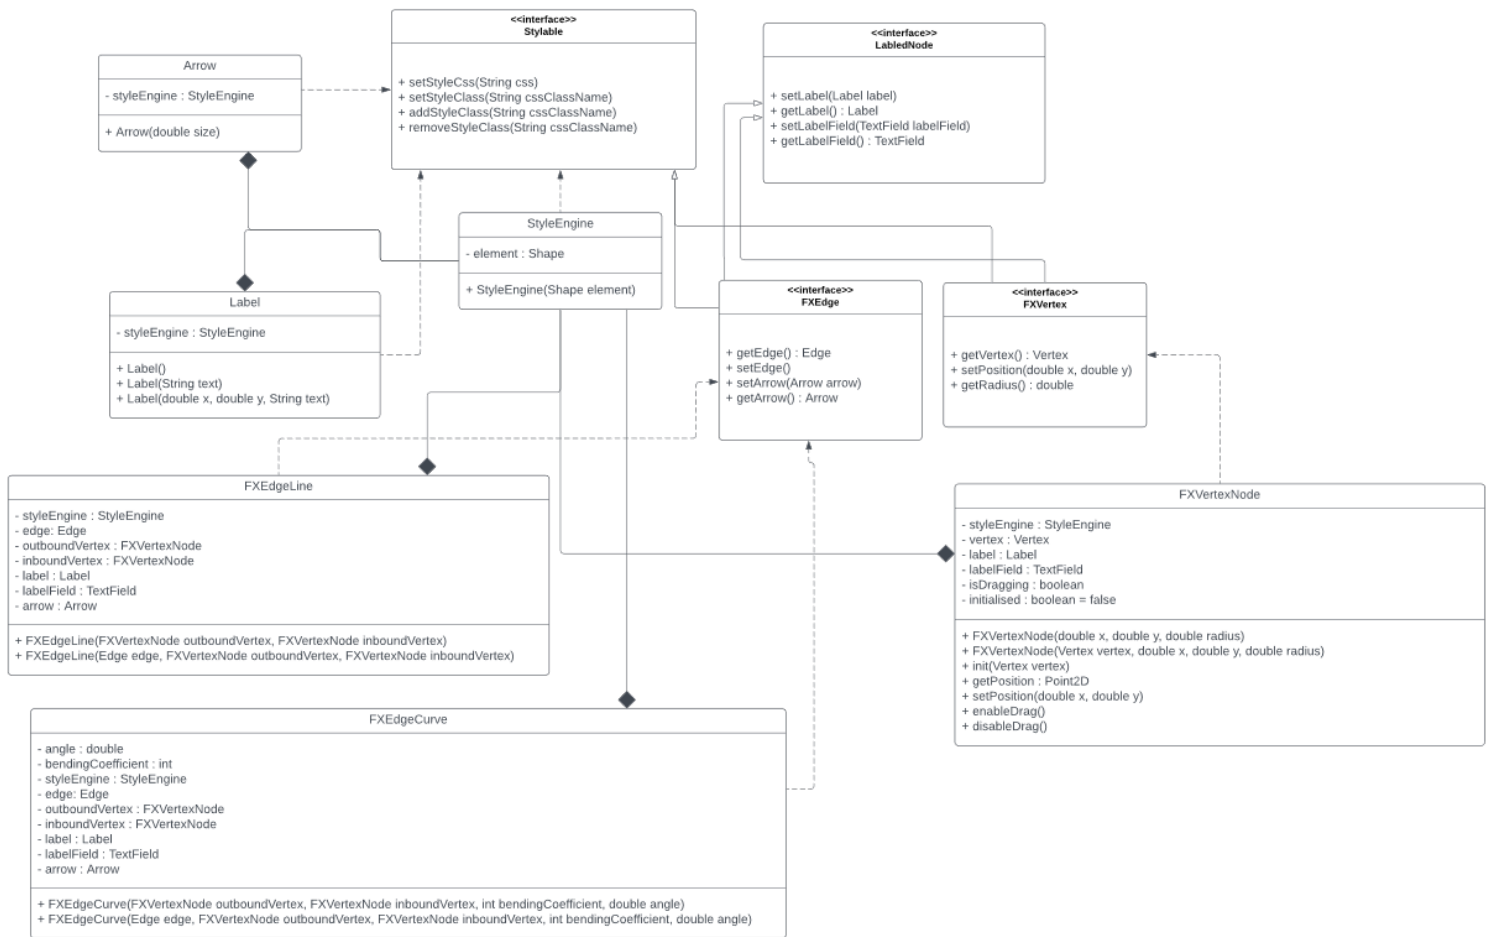 <<interface>>
Stylable
+ setStyleCss(String css)
+ setStyleClass(String cssClassName)
+ addStyleClass(String cssClassName)
+ removeStyleClass(String cssClassName)
<<interface>>
LabledNode
+ setLabel(Label label)
+ getLabel() : Label
+ setLabelField(TextField labelField)
+ getLabelField() : TextField
Arrow
- styleEngine : StyleEngine
+ Arrow(double size)
StyleEngine
- element : Shape
+ StyleEngine(Shape element)
Label
- styleEngine : StyleEngine
+ Label()
+ Label(String text)
+ Label(double x, double y, String text)
<<interface>>
FXEdge
+ getEdge() : Edge
+ setEdge()
+ setArrow(Arrow arrow)
+ getArrow() : Arrow
<<interface>>
FXVertex
+ getVertex() : Vertex
+ setPosition(double x, double y)
+ getRadius() : double
FXEdgeLine
- styleEngine : StyleEngine
- edge: Edge
- outboundVertex : FXVertexNode
- inboundVertex : FXVertexNode
- label : Label
- labelField : TextField
- arrow : Arrow
+ FXEdgeLine(FXVertexNode outboundVertex, FXVertexNode inboundVertex)
+ FXEdgeLine(Edge edge, FXVertexNode outboundVertex, FXVertexNode inboundVertex)
FXVertexNode
- styleEngine : StyleEngine
- vertex : Vertex
- label : Label
- labelField : TextField
- isDragging : boolean
- initialised : boolean = false
+ FXVertexNode(double x, double y, double radius)
+ FXVertexNode(Vertex vertex, double x, double y, double radius)
+ init(Vertex vertex)
+ getPosition : Point2D
+ setPosition(double x, double y)
+ enableDrag()
+ disableDrag()
FXEdgeCurve
- angle : double
- bendingCoefficient : int
- styleEngine : StyleEngine
- edge: Edge
- outboundVertex : FXVertexNode
- inboundVertex : FXVertexNode
- label : Label
- labelField : TextField
- arrow : Arrow
+ FXEdgeCurve(FXVertexNode outboundVertex, FXVertexNode inboundVertex, int bendingCoefficient, double angle)
+ FXEdgeCurve(Edge edge, FXVertexNode outboundVertex, FXVertexNode inboundVertex, int bendingCoefficient, double angle)